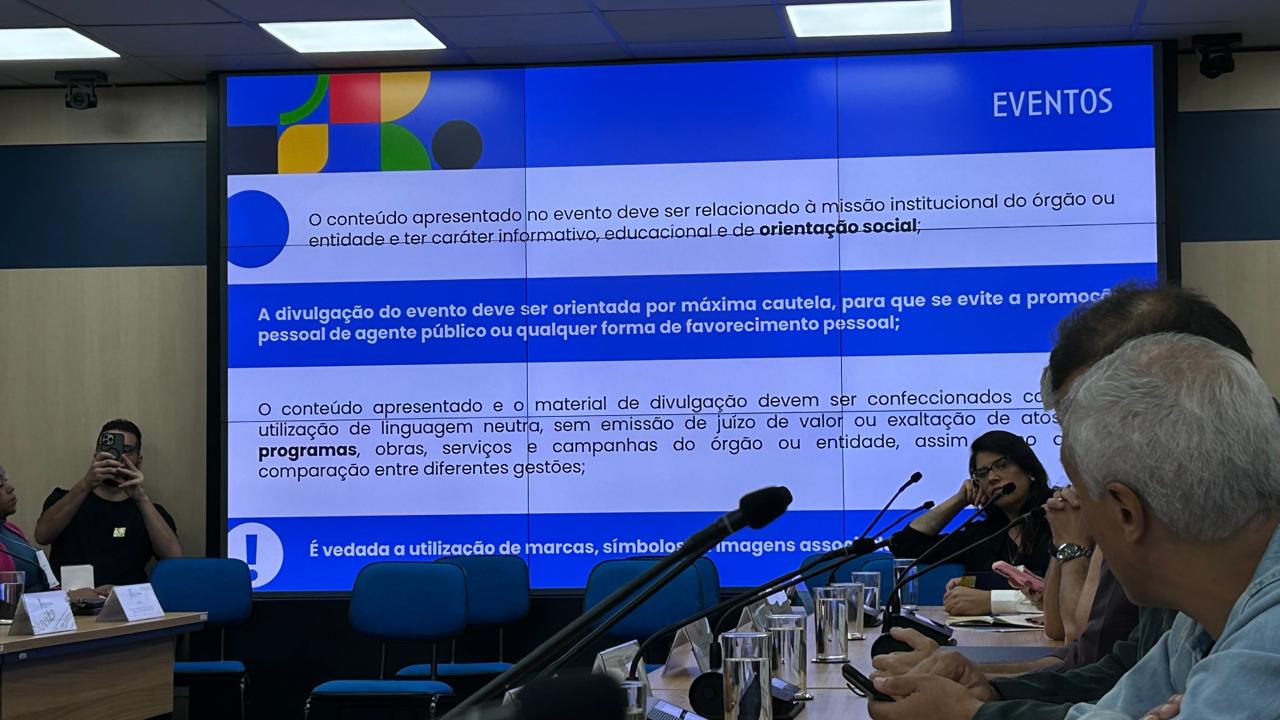 EVENTOS
O conteúdo apresentado no evento deve ser relacionado à missão institucional do órgão ou
entidade e ter caráter informativo, educacional e de orientação social;
A divulgação do evento deve ser orientada por máxima cautela, para que se evite a
pessoal de agente público ou qualquer forma de favorecimento pessoal;
O conteúdo apresentado e o material de divulgação devem ser confeccionados
utilização de linguagem neutra, sem emissão de juízo de valor ou exaltação de
programas, obras, serviços e campanhas do órgão ou entidade, assim
comparação entre diferentes gestões;
!
É vedada a utilização de marcas, símbolos imagens